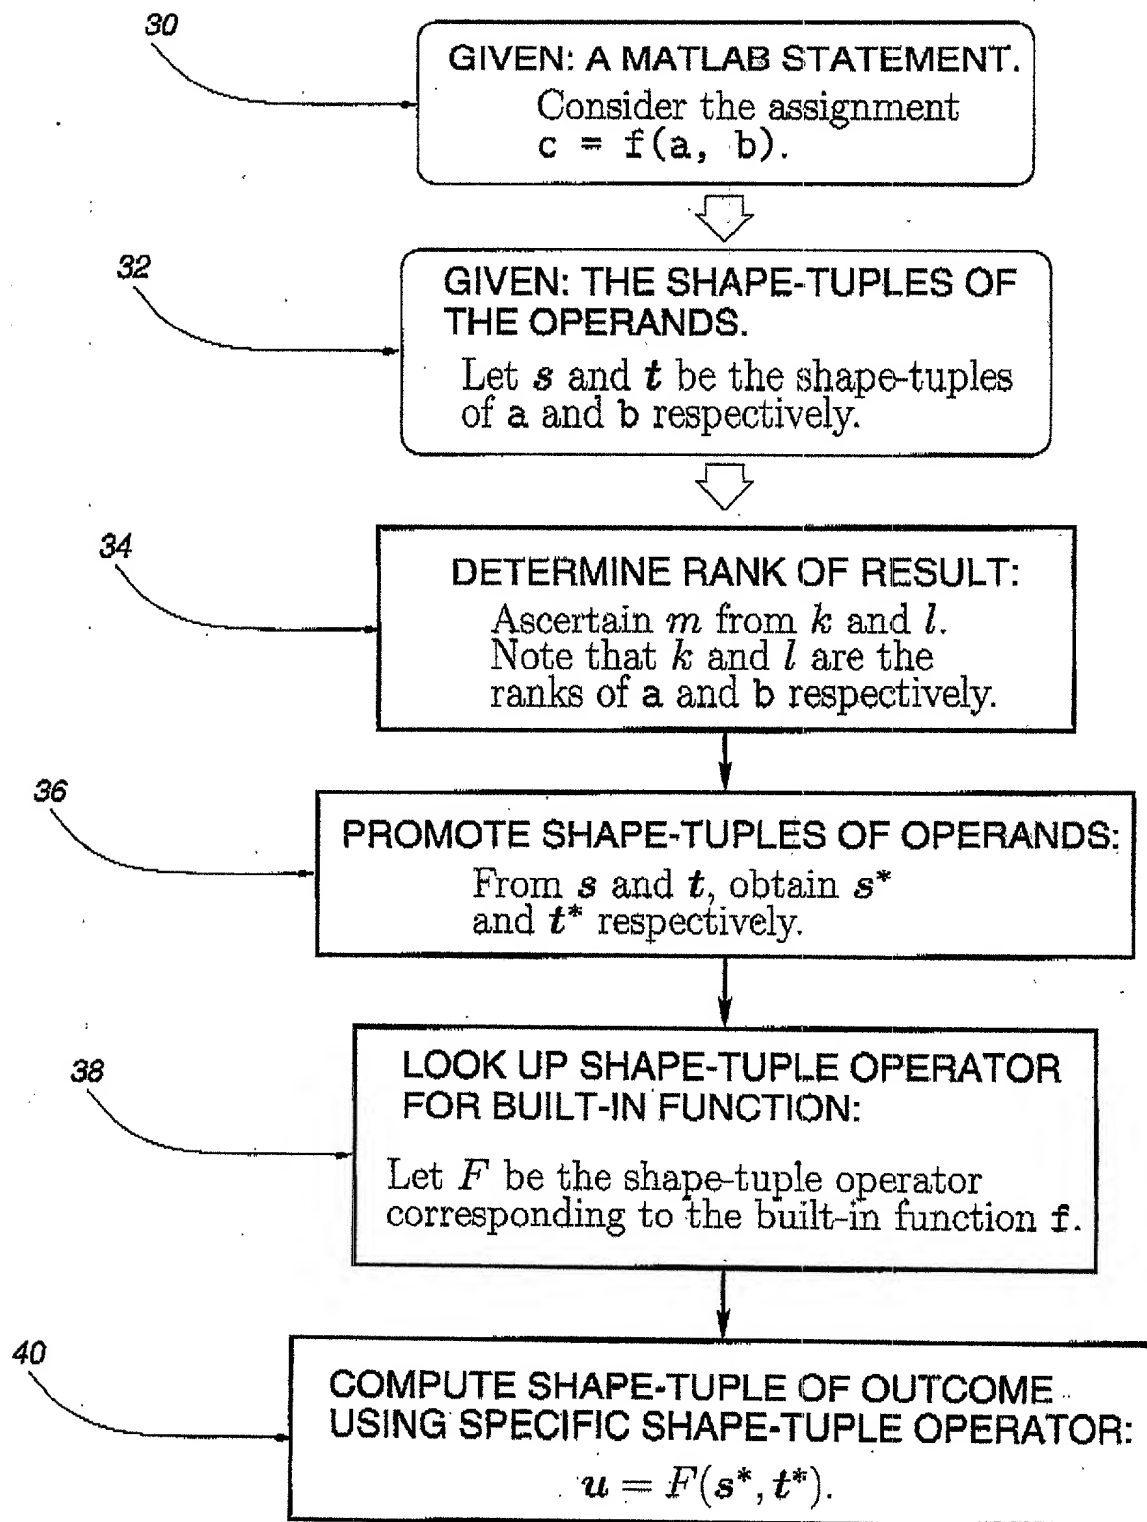 30
GIVEN: A MATLAB STATEMENT.
Consider the assignment
c = f(a, b).
32
GIVEN: THE SHAPE-TUPLES OF
THE OPERANDS.
Let s and t be the shape-tuples
of a and b respectively.
34
DETERMINE RANK OF RESULT:
Ascertain m from k and l.
Note that k and l are the
ranks of a and b respectively.
36
PROMOTE SHAPE-TUPLES OF OPERANDS:
From s and t, obtain s*
and t* respectively.
38
LOOK UP SHAPE-TUPLE OPERATOR
FOR BUILT-IN FUNCTION:
Let F be the shape-tuple operator
corresponding to the built-in function f.
40
COMPUTE SHAPE-TUPLE OF OUTCOME
USING SPECIFIC SHAPE-TUPLE OPERATOR:
u = F(s*, t*).